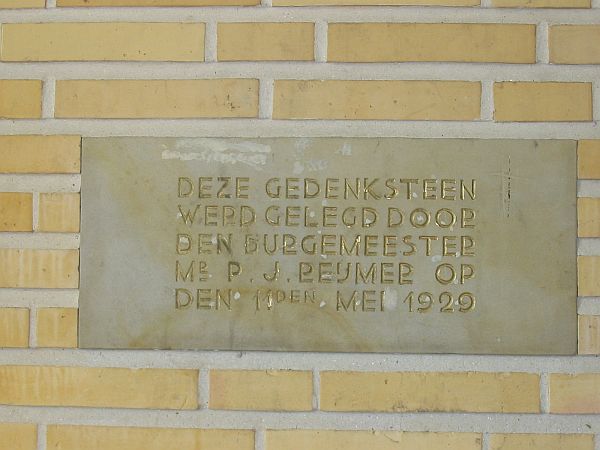 DEZE GEDENKSTEEN
WERD GELEGD DOOR
DEN BURGEMEESTER
MR P. J. REIJMER OP
DEN 11DEN MEI 1929